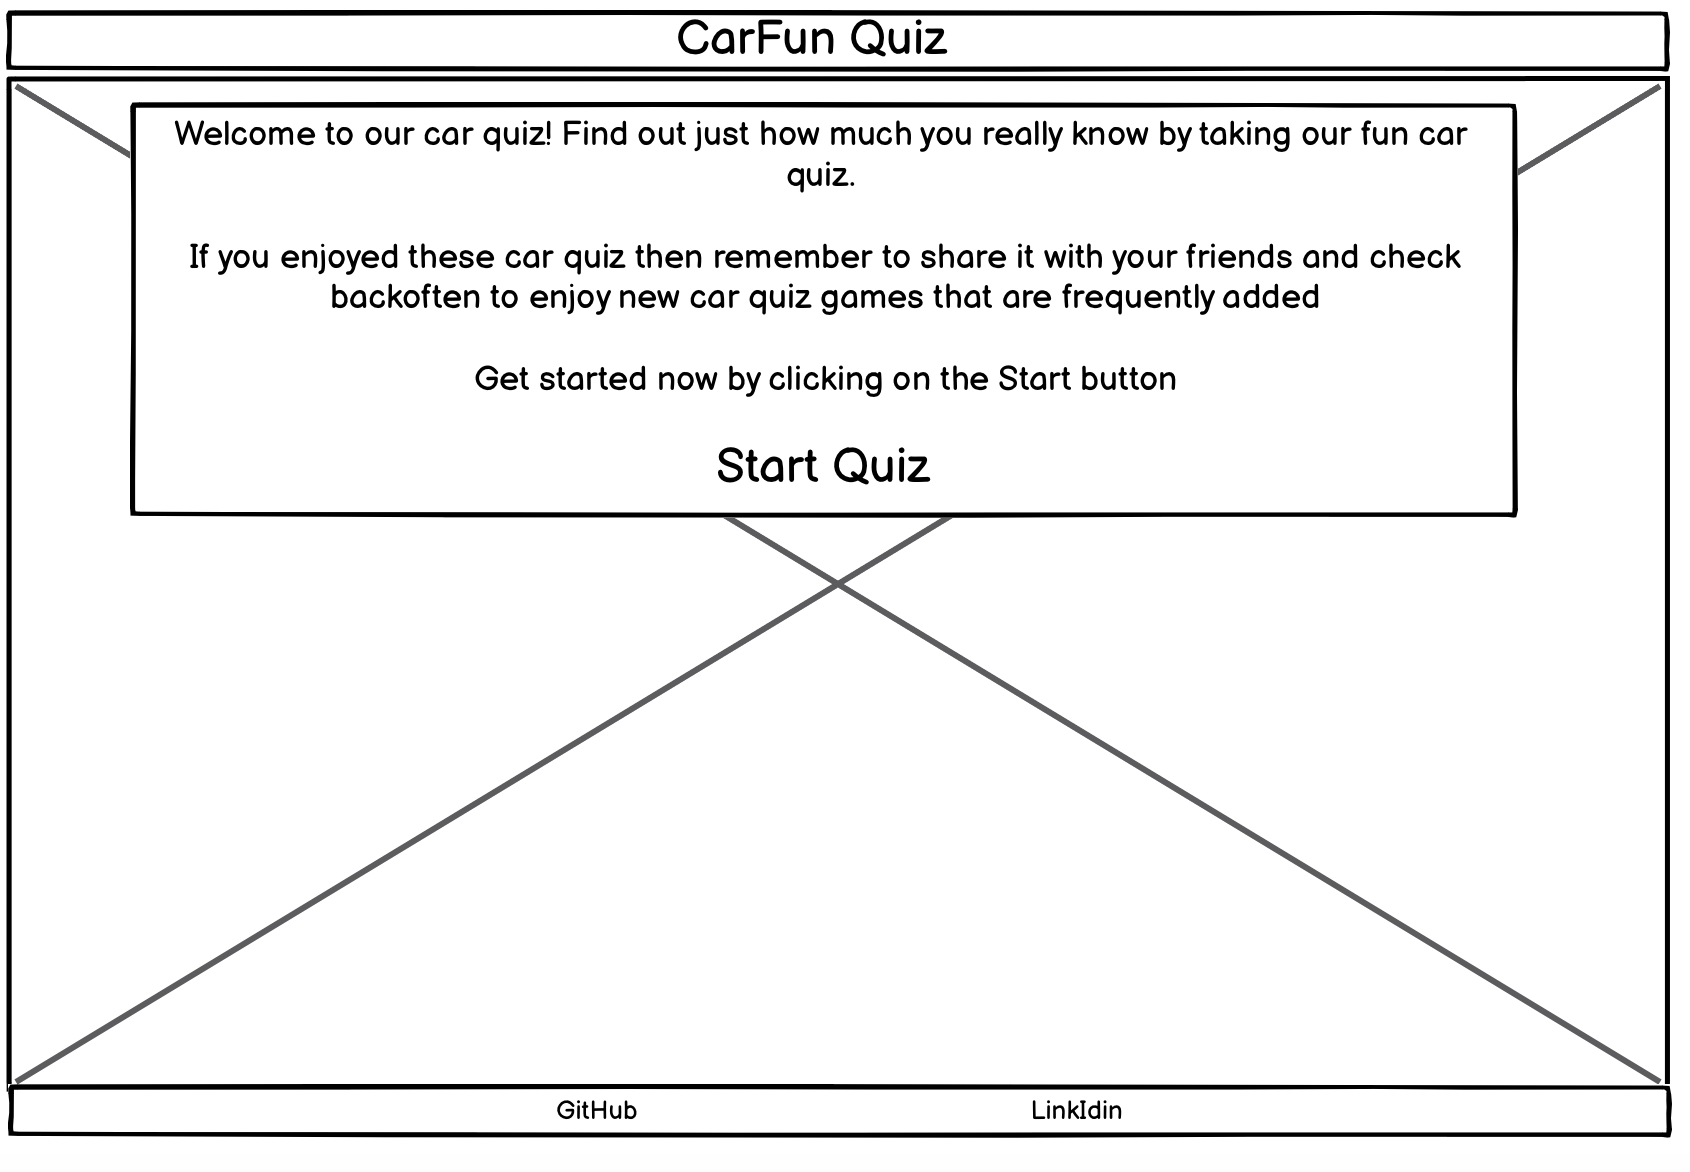 CarFun Quiz
Welcome to our car quiz! Find out just how much you really know by taking our fun car
quiz.
If you enjoyed these car quiz then remember to share it with your friends and check
backoften to enjoy new car quiz games that are frequently added
Get started now by clicking on the Start button
Start Quiz
GitHub
LinkIdin